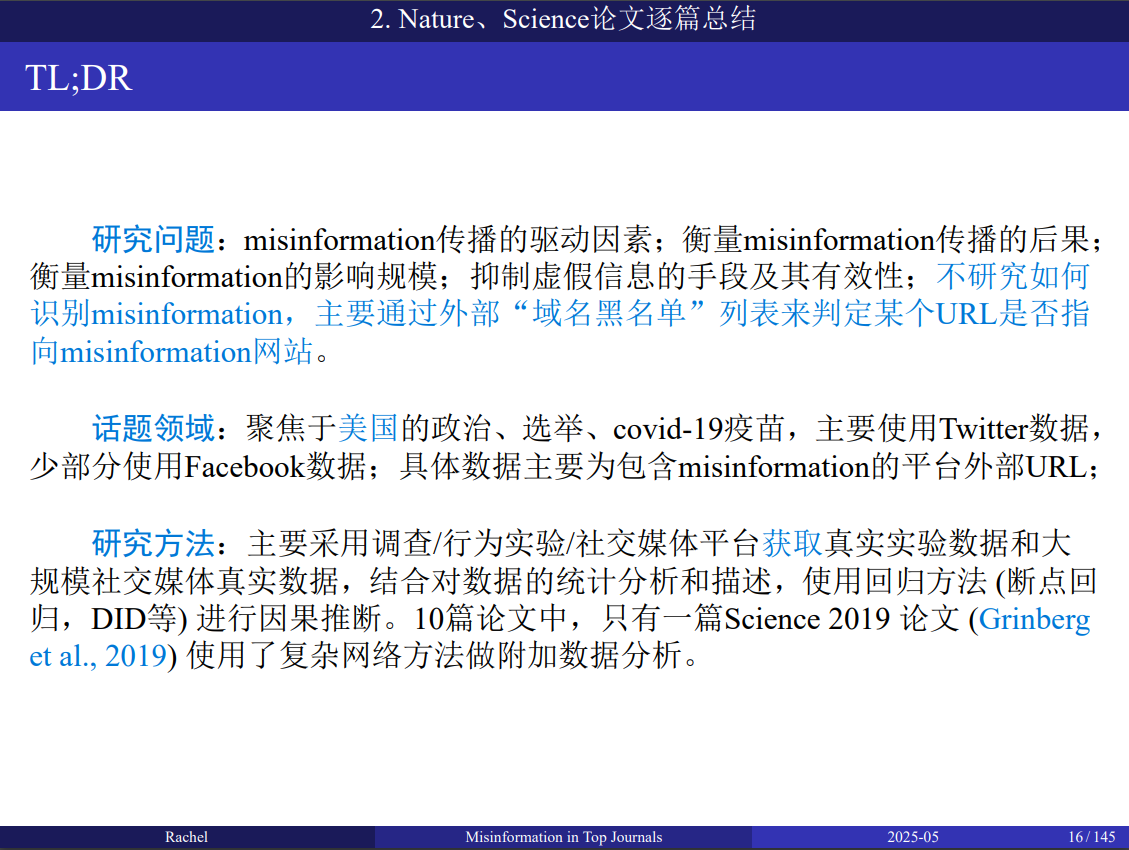 2. Nature、Science论文逐篇总结
TL;DR
研究问题：misinformation传播的驱动因素；衡量misinformation传播的后果；
衡量misinformation的影响规模；抑制虚假信息的手段及其有效性；不研究如何
识别misinformation，主要通过外部“域名黑名单”列表来判定某个URL是否指
向misinformation网站。
话题领域：聚焦于美国的政治、选举、covid-19疫苗，主要使用Twitter数据，
少部分使用Facebook数据；具体数据主要为包含misinformation的平台外部URL；
研究方法：主要采用调查/行为实验/社交媒体平台获取真实实验数据和大
规模社交媒体真实数据，结合对数据的统计分析和描述，使用回归方法 (断点回
归，DID等) 进行因果推断。10篇论文中，只有一篇Science 2019 论文 (Grinberg
et al., 2019) 使用了复杂网络方法做附加数据分析。
Rachel
Misinformation in Top Journals
2025-05
16 / 145